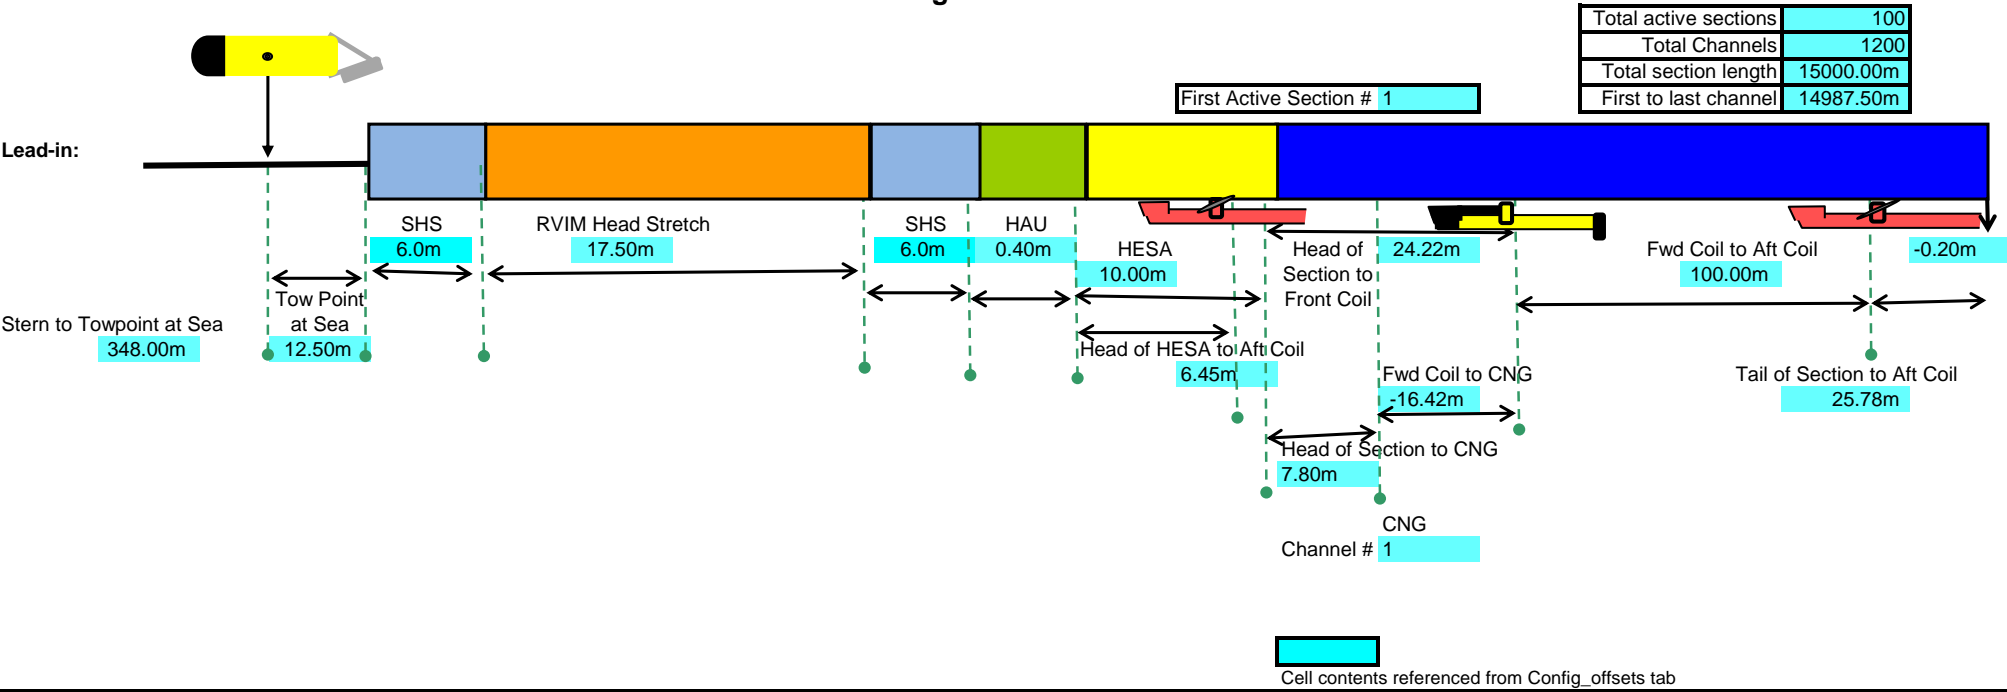 g
Total active sections 100
Total Channels 1200
Total section length 15000.00m
First to last channel 14987.50m
First Active Section # 1
Lead-in:
SHS
6.0m
RVIM Head Stretch
17.50m
SHS
6.0m
HAU
0.40m
HESA
10.00m
Head of
Section to
Front Coil
24.22m
Fwd Coil to Aft Coil
100.00m
-0.20m
Stern to Towpoint at Sea
348.00m
Tow Point
at Sea
12.50m
Head of HESA to Aft Coil
6.45m
Fwd Coil to CNG
-16.42m
Tail of Section to Aft Coil
25.78m
Head of Section to CNG
7.80m
CNG
Channel # 1
Cell contents referenced from Config_offsets tab